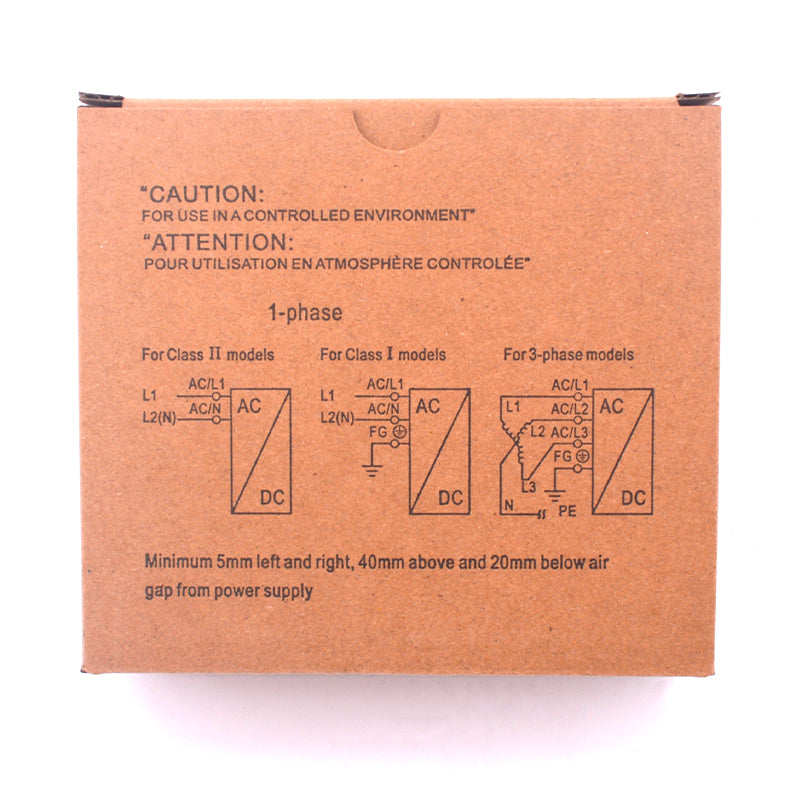 "CAUTION:
FOR USE IN A CONTROLLED ENVIRONMENT"
"ATTENTION:
POUR UTILISATION EN ATMOSPHÈRE CONTROLÉE"
1-phase
For Class II models
For Class I models
For 3-phase models
L1 AC/L1
L2(N) AC/N
AC
DC
L1 AC/L1
L2(N) AC/N
FG
AC
DC
L1 AC/L1
L2 AC/L2
AC/L3
L3 FG
N PE
AC
DC
Minimum 5mm left and right, 40mm above and 20mm below air
gap from power supply